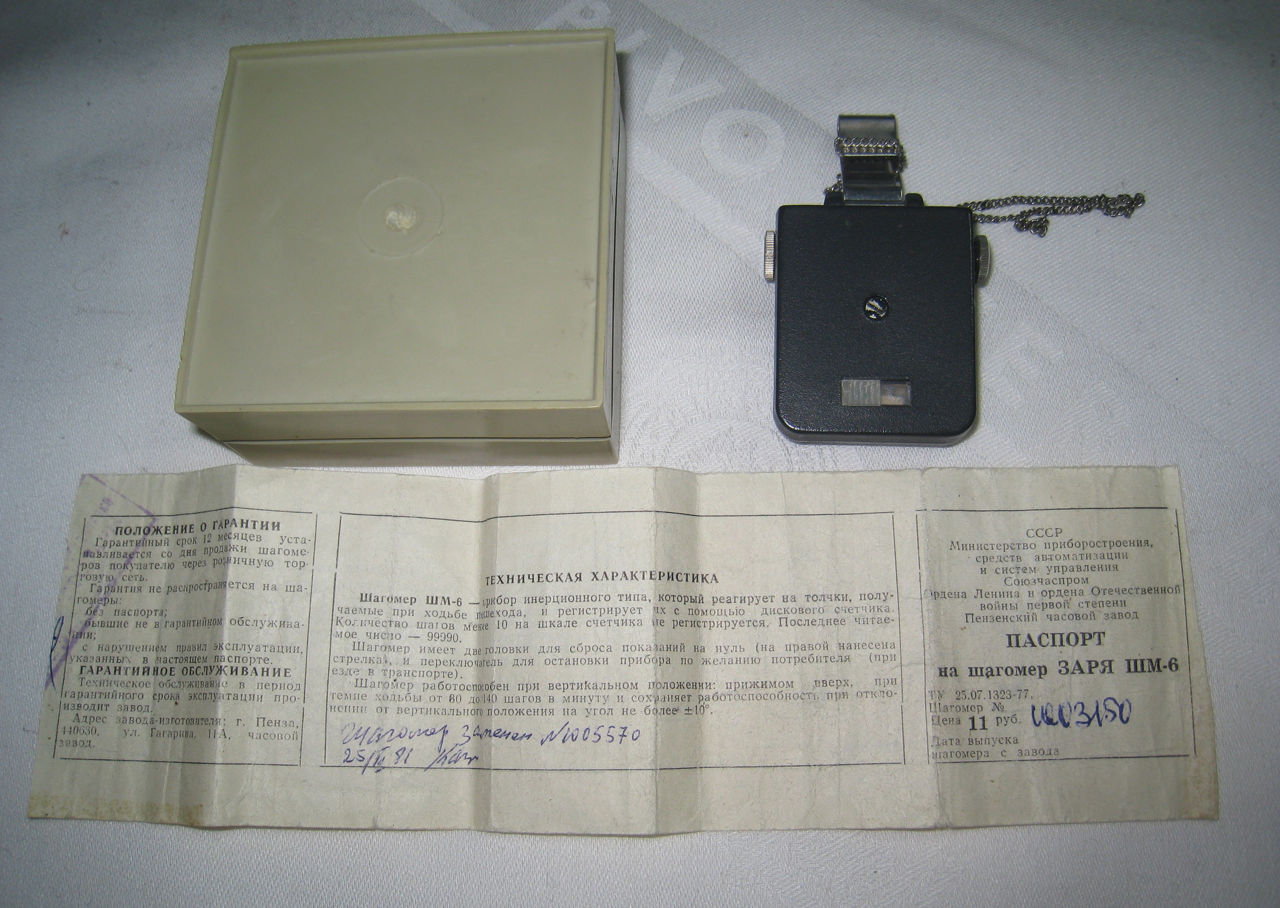 ПОЛОЖЕНИЕ О ГАРАНТИИ
Гарантийный срок 12 месяцев уста-
навливается со дня продажи шагоме-
ров покупателю через розничную тор-
говую сеть.
Гарантия не распространяется на ша-
гомеры:
без паспорта;
бывшие не в гарантийном обслужива-
нии;
с нарушением правил эксплуатации,
указанных в настоящем паспорте.
ГАРАНТИЙНОЕ ОБСЛУЖИВАНИЕ
Техническое обслуживание в период
гарантийного срока эксплуатации про-
изводит завод.
Адрес завода-изготовителя: г. Пенза,
440630, ул. Гагарина, 11А, часовой
завод.
ТЕХНИЧЕСКАЯ ХАРАКТЕРИСТИКА
Шагомер ШМ-6 — прибор инерционного типа, который реагирует на толчки, полу-
чаемые при ходьбе пешехода, и регистрирует их с помощью дискового счетчика.
Количество шагов менее 10 на шкале счетчика не регистрируется. Последнее читае-
мое число — 99990.
Шагомер имеет две головки для сброса показаний на нуль (на правой нанесена
стрелка), и переключатель для остановки прибора по желанию потребителя (при
езде в транспорте).
Шагомер работоспособен при вертикальном положении: прижимом вверх, при
темпе ходьбы от 80 до 140 шагов в минуту и сохраняет работоспособность при откло-
нении от вертикального положения на угол не более ±10°.
Шагомер заменен №1005570
25/ 81
СССР
Министерство приборостроения,
средств автоматизации
и систем управления
Союзчаспром
Ордена Ленина и ордена Отечественной
войны первой степени
Пензенский часовой завод
ПАСПОРТ
на шагомер ЗАРЯ ШМ-6
ТУ 25.07.1323-77.
Шагомер №
Цена 11 руб.
Дата выпуска
шагомера с завода